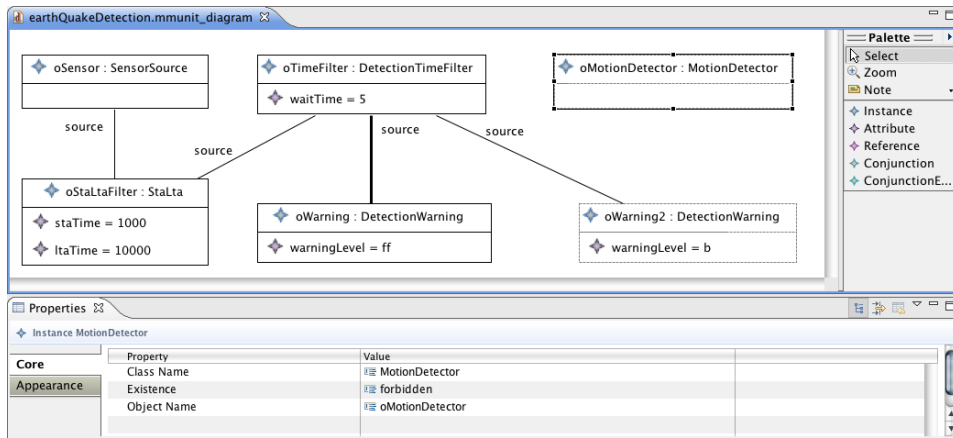 earthQuakeDetection.mmunit_diagram
oSensor : SensorSource
oTimeFilter : DetectionTimeFilter
waitTime = 5
oMotionDetector : MotionDetector
source
source
source
source
oStaLtaFilter : StaLta
staTime = 1000
ltaTime = 10000
oWarning : DetectionWarning
warningLevel = ff
oWarning2 : DetectionWarning
warningLevel = b
Palette
Select
Zoom
Note
Instance
Attribute
Reference
Conjunction
ConjunctionE...
Properties
Instance MotionDetector
Core
Appearance
Property Value
Class Name MotionDetector
Existence forbidden
Object Name oMotionDetector